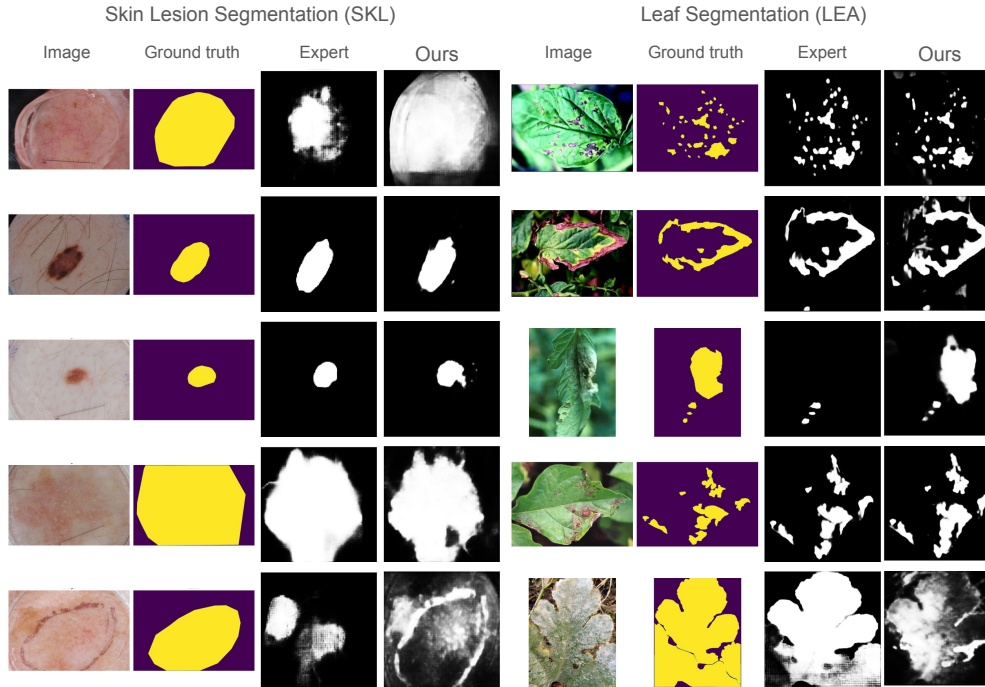 Skin Lesion Segmentation (SKL)
Leaf Segmentation (LEA)
Image Ground truth Expert Ours Image Ground truth Expert Ours